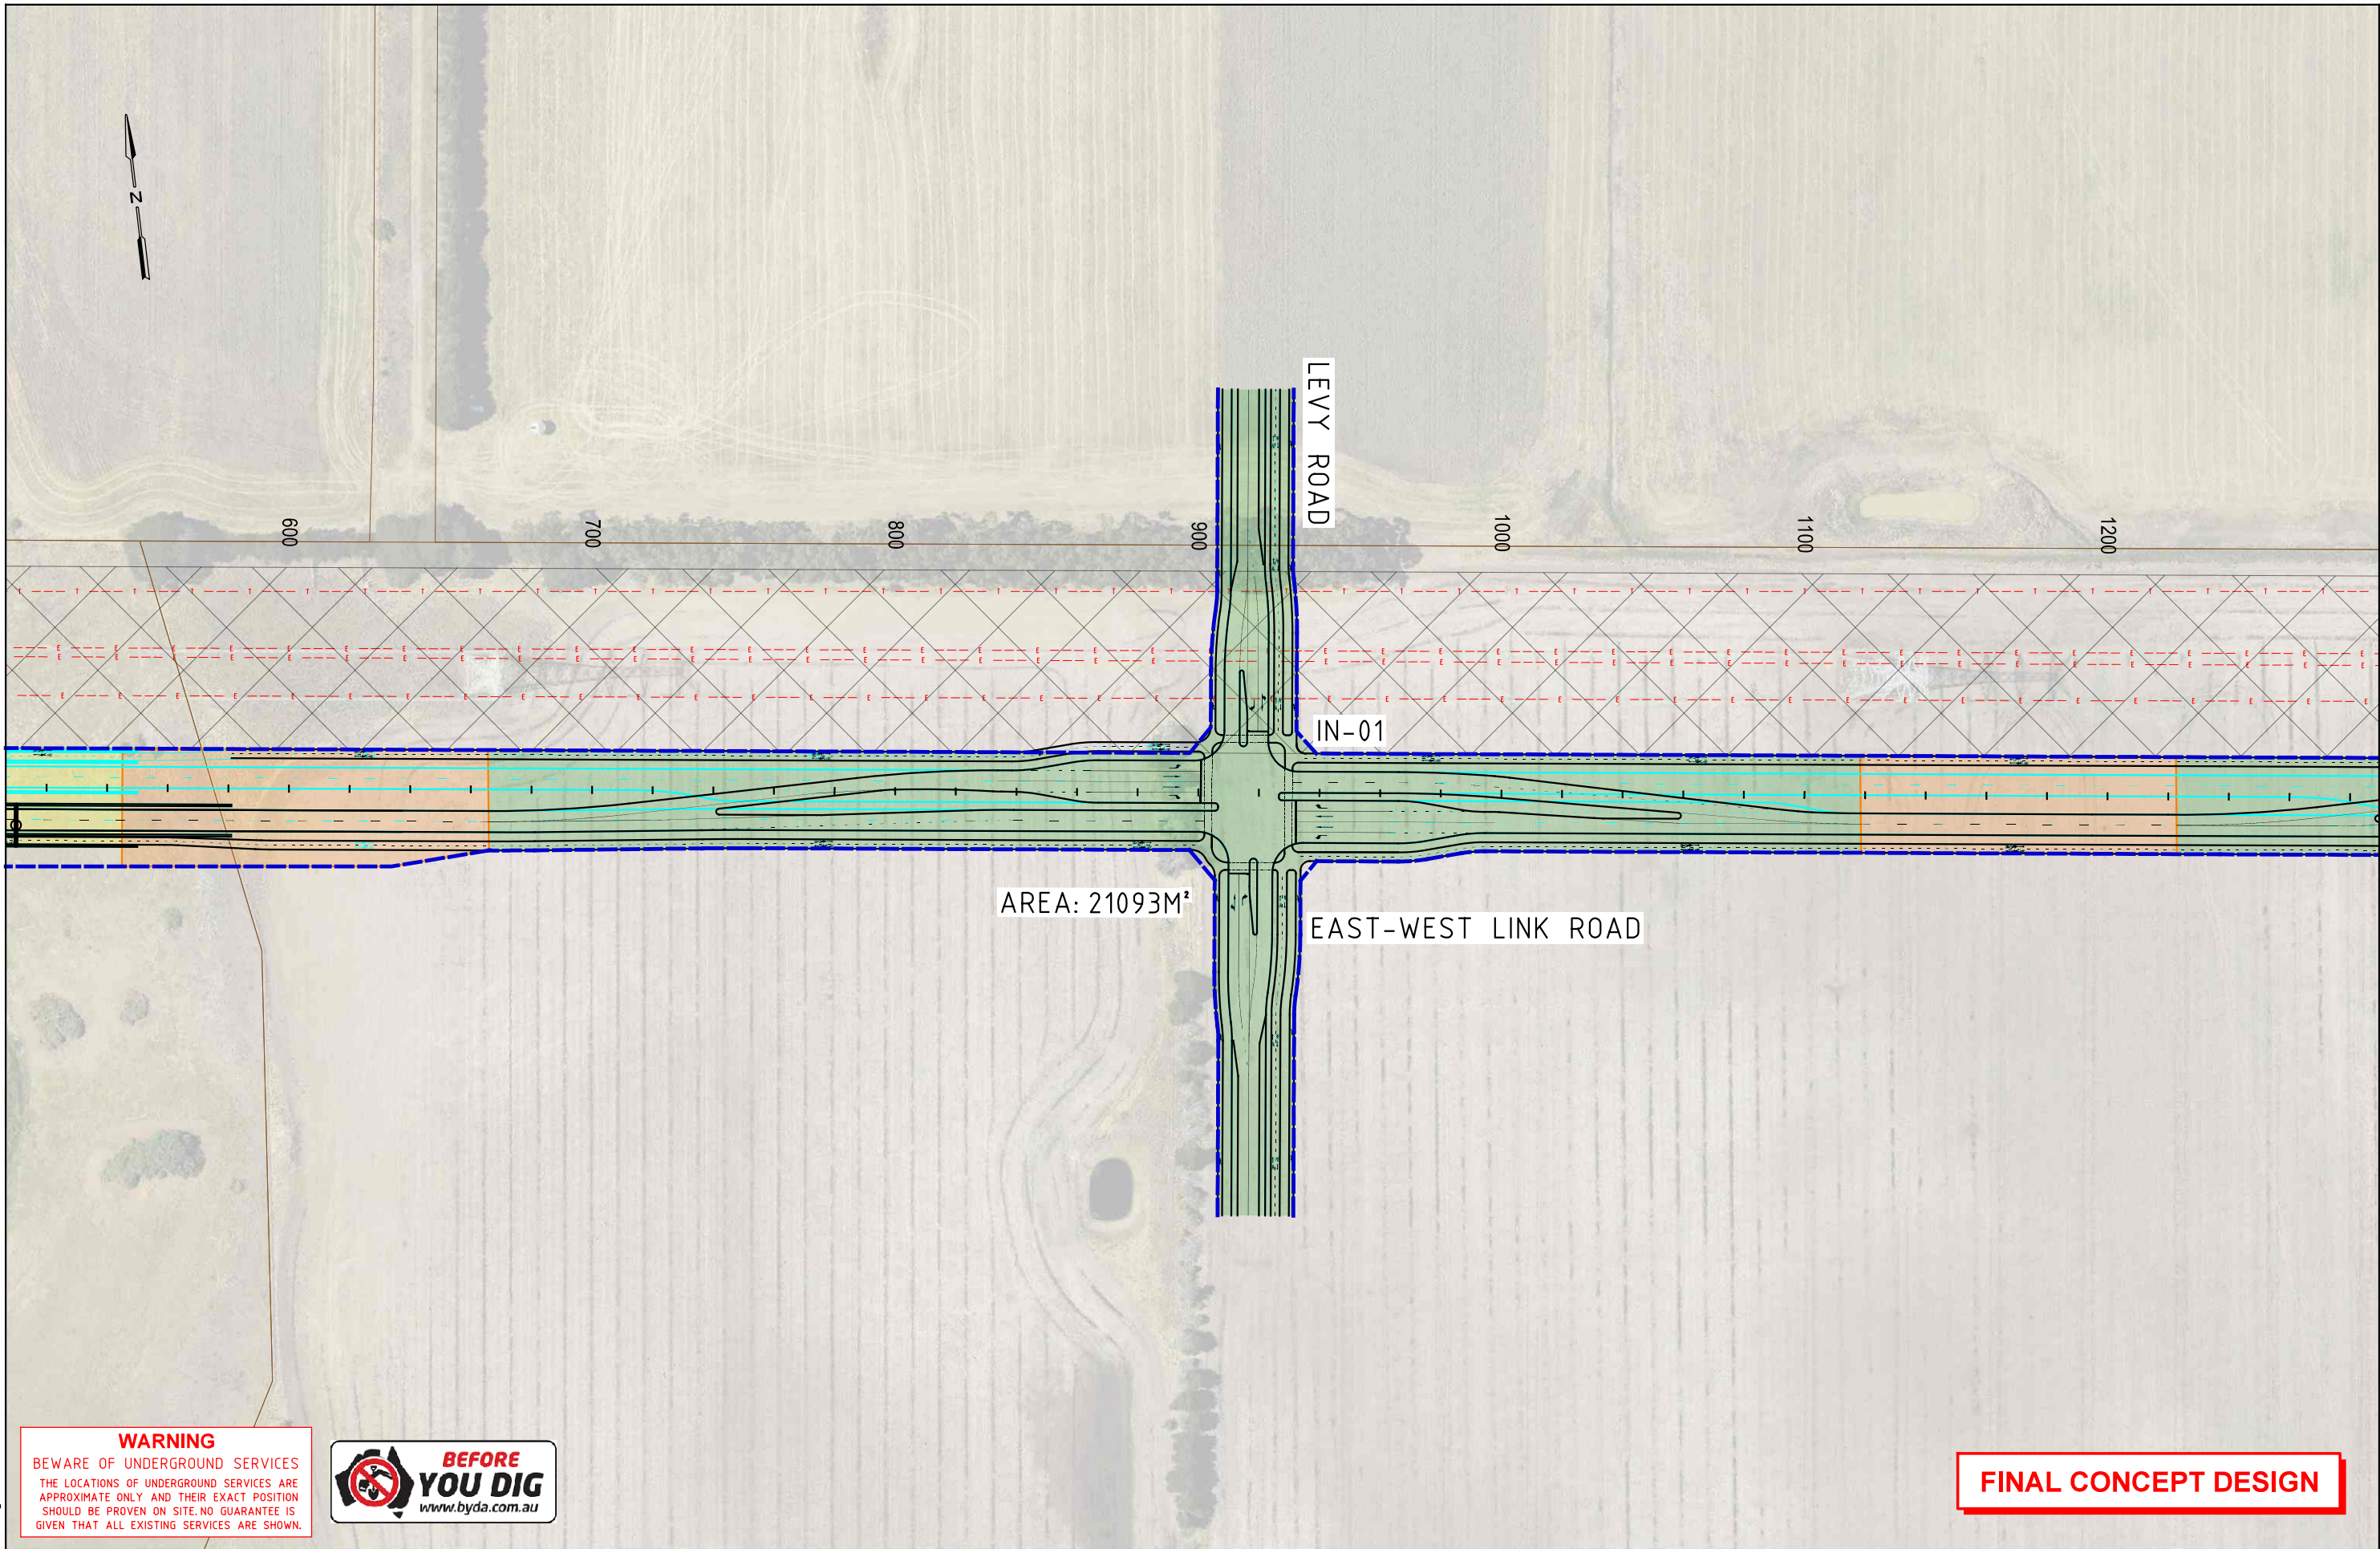 N
LEVY ROAD
600
700
800
900
1000
1100
1200
IN-01
AREA: 21093M²
EAST-WEST LINK ROAD
WARNING
BEWARE OF UNDERGROUND SERVICES
THE LOCATIONS OF UNDERGROUND SERVICES ARE
APPROXIMATE ONLY AND THEIR EXACT POSITION
SHOULD BE PROVEN ON SITE. NO GUARANTEE IS
GIVEN THAT ALL EXISTING SERVICES ARE SHOWN.
BEFORE
YOU DIG
www.byda.com.au
FINAL CONCEPT DESIGN